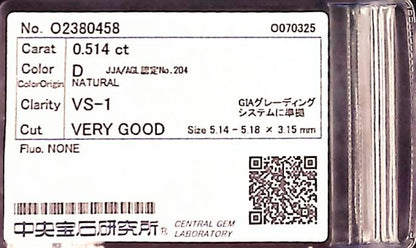 No. O2380458 O070325
Carat 0.514 ct
Color D JJA/AGL認定No.204
ColorOrigin NATURAL
Clarity VS-1 GIAグレーディングシステムに準拠
Cut VERY GOOD Size 5.14 - 5.18 × 3.15 mm
Fluo. NONE
中央宝石研究所® CENTRAL GEM
LABORATORY